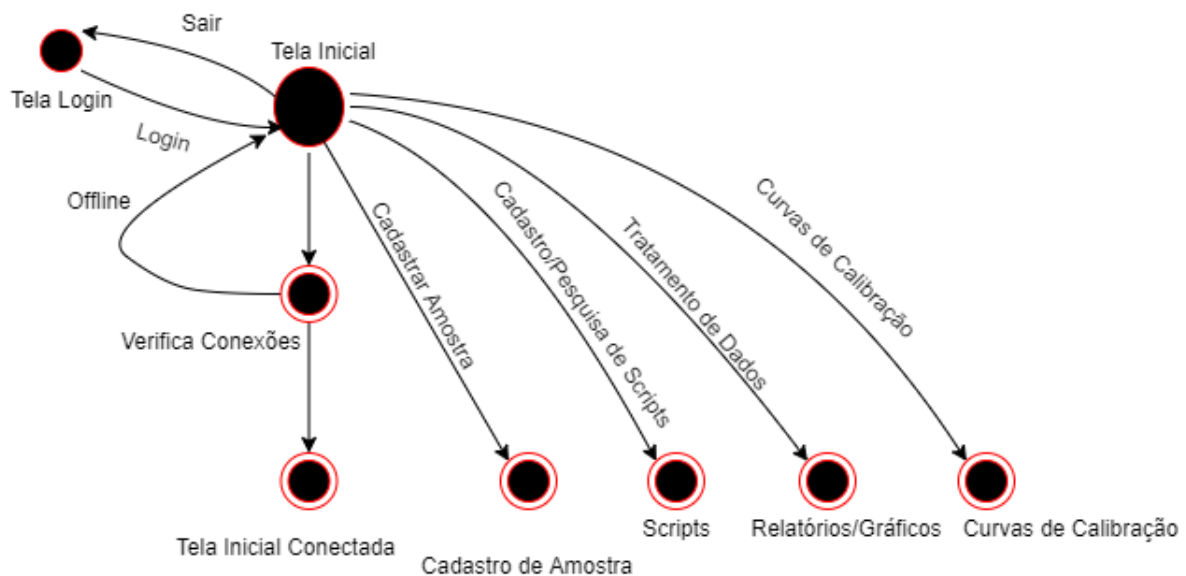 Sair
Tela Inicial
Tela Login
Login
Offline
Cadastrar Amostra
Cadastro/Pesquisa de Scripts
Tratamento de Dados
Curvas de Calibração
Verifica Conexões
Scripts
Relatórios/Gráficos
Curvas de Calibração
Tela Inicial Conectada
Cadastro de Amostra